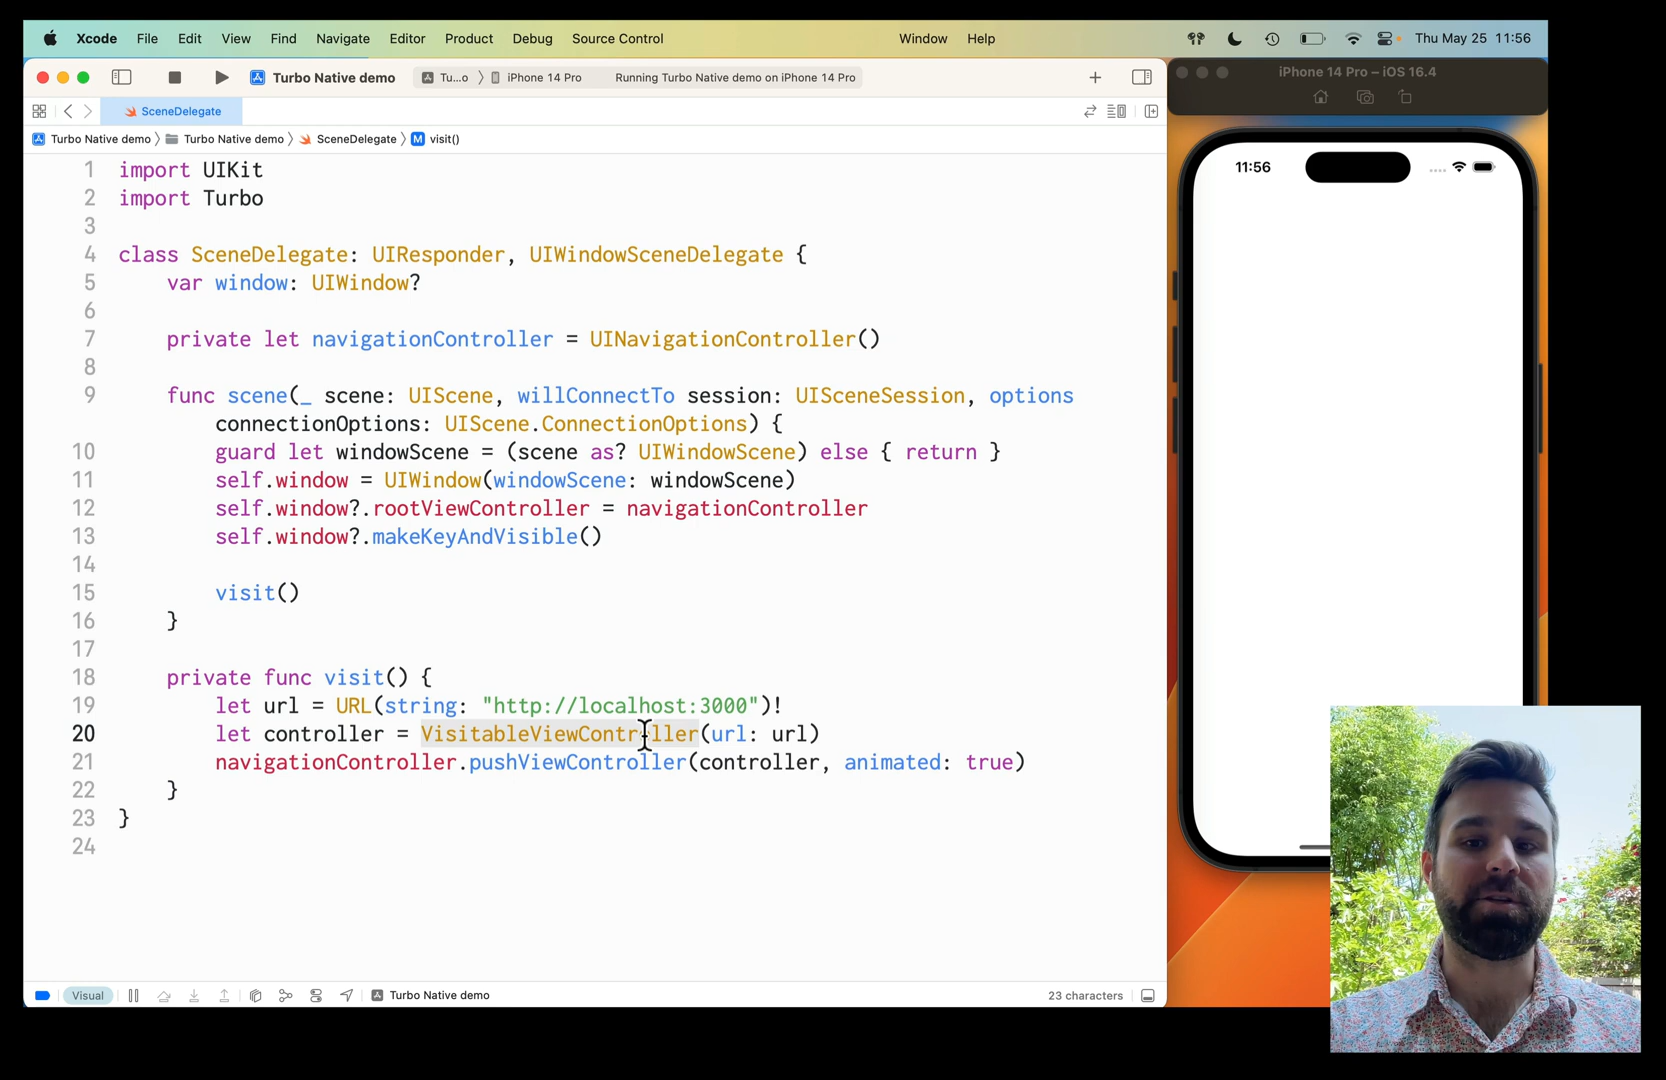 Xcode File Edit View Find Navigate Editor Product Debug Source Control Window Help Thu May 25 11:56
Turbo Native demo Tu...o iPhone 14 Pro Running Turbo Native demo on iPhone 14 Pro
iPhone 14 Pro – iOS 16.4
SceneDelegate
Turbo Native demo Turbo Native demo SceneDelegate M visit()
1 import UIKit
2 import Turbo
3
4 class SceneDelegate: UIResponder, UIWindowSceneDelegate {
5 var window: UIWindow?
6
7 private let navigationController = UINavigationController()
8
9 func scene(_ scene: UIScene, willConnectTo session: UISceneSession, options
connectionOptions: UIScene.ConnectionOptions) {
10 guard let windowScene = (scene as? UIWindowScene) else { return }
11 self.window = UIWindow(windowScene: windowScene)
12 self.window?.rootViewController = navigationController
13 self.window?.makeKeyAndVisible()
14
15 visit()
16 }
17
18 private func visit() {
19 let url = URL(string: "http://localhost:3000")!
20 let controller = VisitableViewController(url: url)
21 navigationController.pushViewController(controller, animated: true)
22 }
23 }
24
11:56
Visual Turbo Native demo 23 characters